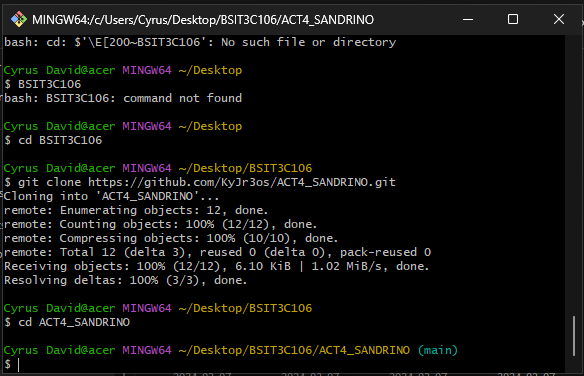 MINGW64:/c/Users/Cyrus/Desktop/BSIT3C106/ACT4_SANDRINO
bash: cd: $'\E[200~BSIT3C106': No such file or directory
Cyrus David@acer MINGW64 ~/Desktop
$ BSIT3C106
bash: BSIT3C106: command not found
Cyrus David@acer MINGW64 ~/Desktop
$ cd BSIT3C106
Cyrus David@acer MINGW64 ~/Desktop/BSIT3C106
$ git clone https://github.com/KyJr3os/ACT4_SANDRINO.git
Cloning into 'ACT4_SANDRINO'...
remote: Enumerating objects: 12, done.
remote: Counting objects: 100% (12/12), done.
remote: Compressing objects: 100% (10/10), done.
remote: Total 12 (delta 3), reused 0 (delta 0), pack-reused 0
Receiving objects: 100% (12/12), 6.10 KiB | 1.02 MiB/s, done.
Resolving deltas: 100% (3/3), done.
Cyrus David@acer MINGW64 ~/Desktop/BSIT3C106
$ cd ACT4_SANDRINO
Cyrus David@acer MINGW64 ~/Desktop/BSIT3C106/ACT4_SANDRINO (main)
$